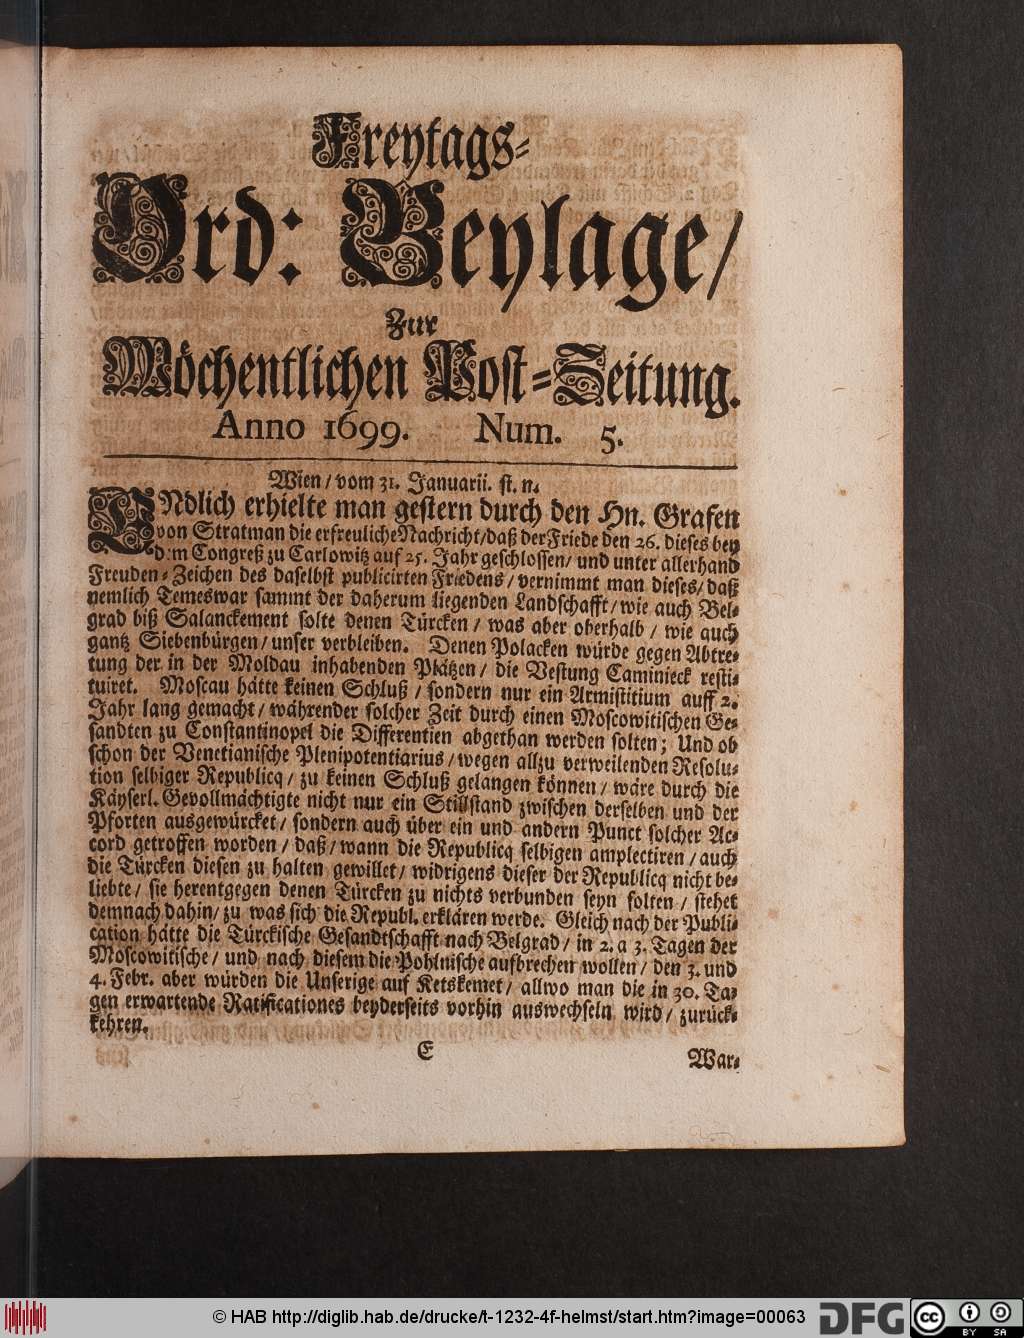 Freytags-
Ord: Beylage/
Zur
Wöchentlichen Post-Zeitung.
Anno 1699. Num. 5.
Wien/ vom 31. Januarii. st. n.
ENdlich erhielte man gestern durch den Hn. Grafen
von Stratman die erfreuliche Nachricht/ daß der Friede den 26. dieses bey
dem Congreß zu Carlowitz auf 25. Jahr geschlossen/ und unter allerhand
Freuden-Zeichen des daselbst publicirten Friedens/ vernimmt man dieses/ daß
nemlich Temeswar sammt der daherum liegenden Landschafft/ wie auch Bel-
grad biß Salanckement solte denen Türcken/ was aber oberhalb/ wie auch
gantz Siebenbürgen/ unser verbleiben. Denen Polacken würde gegen Abtre-
tung der in der Moldau inhabenden Plätzen/ die Vestung Caminieck resti-
tuiret. Moscau hätte keinen Schluß/ sondern nur ein Armistitium auff 2.
Jahr lang gemacht/ währender solcher Zeit durch einen Moscowitischen Ge-
sandten zu Constantinopel die Differentien abgethan werden solten; Und ob
schon der Venetianische Plenipotentiarius/ wegen allzu verweilenden Resolu-
tion selbiger Republicq/ zu keinen Schluß gelangen können/ wäre durch die
Käyserl. Gevollmächtigte nicht nur ein Stillstand zwischen derselben und der
Pforten ausgewürcket/ sondern auch über ein und andern Punct solcher Ac-
cord getroffen worden/ daß/ wann die Republicq selbigen amplectiren/ auch
die Türcken diesen zu halten gewillet/ widrigens dieser der Republicq nicht be-
liebte/ sie herentgegen denen Türcken zu nichts verbunden seyn solten/ stehet
demnach dahin/ zu was sich die Republ. erklären werde. Gleich nach der Publi-
cation hätte die Türckische Gesandtschafft nach Belgrad/ in 2. a 3. Tagen der
Moscowitische/ und nach diesem die Pohlnische aufbrechen wollen/ den 3. und
4. Febr. aber würden die Unserige auf Ketskemet/ allwo man die in 30. Ta-
gen erwartende Ratificationes beyderseits vorhin auswechseln wird/ zurück-
kehren.
E
War-
© HAB http://diglib.hab.de/drucke/t-1232-4f-helmst/start.htm?image=00063
DFG
cc BY SA